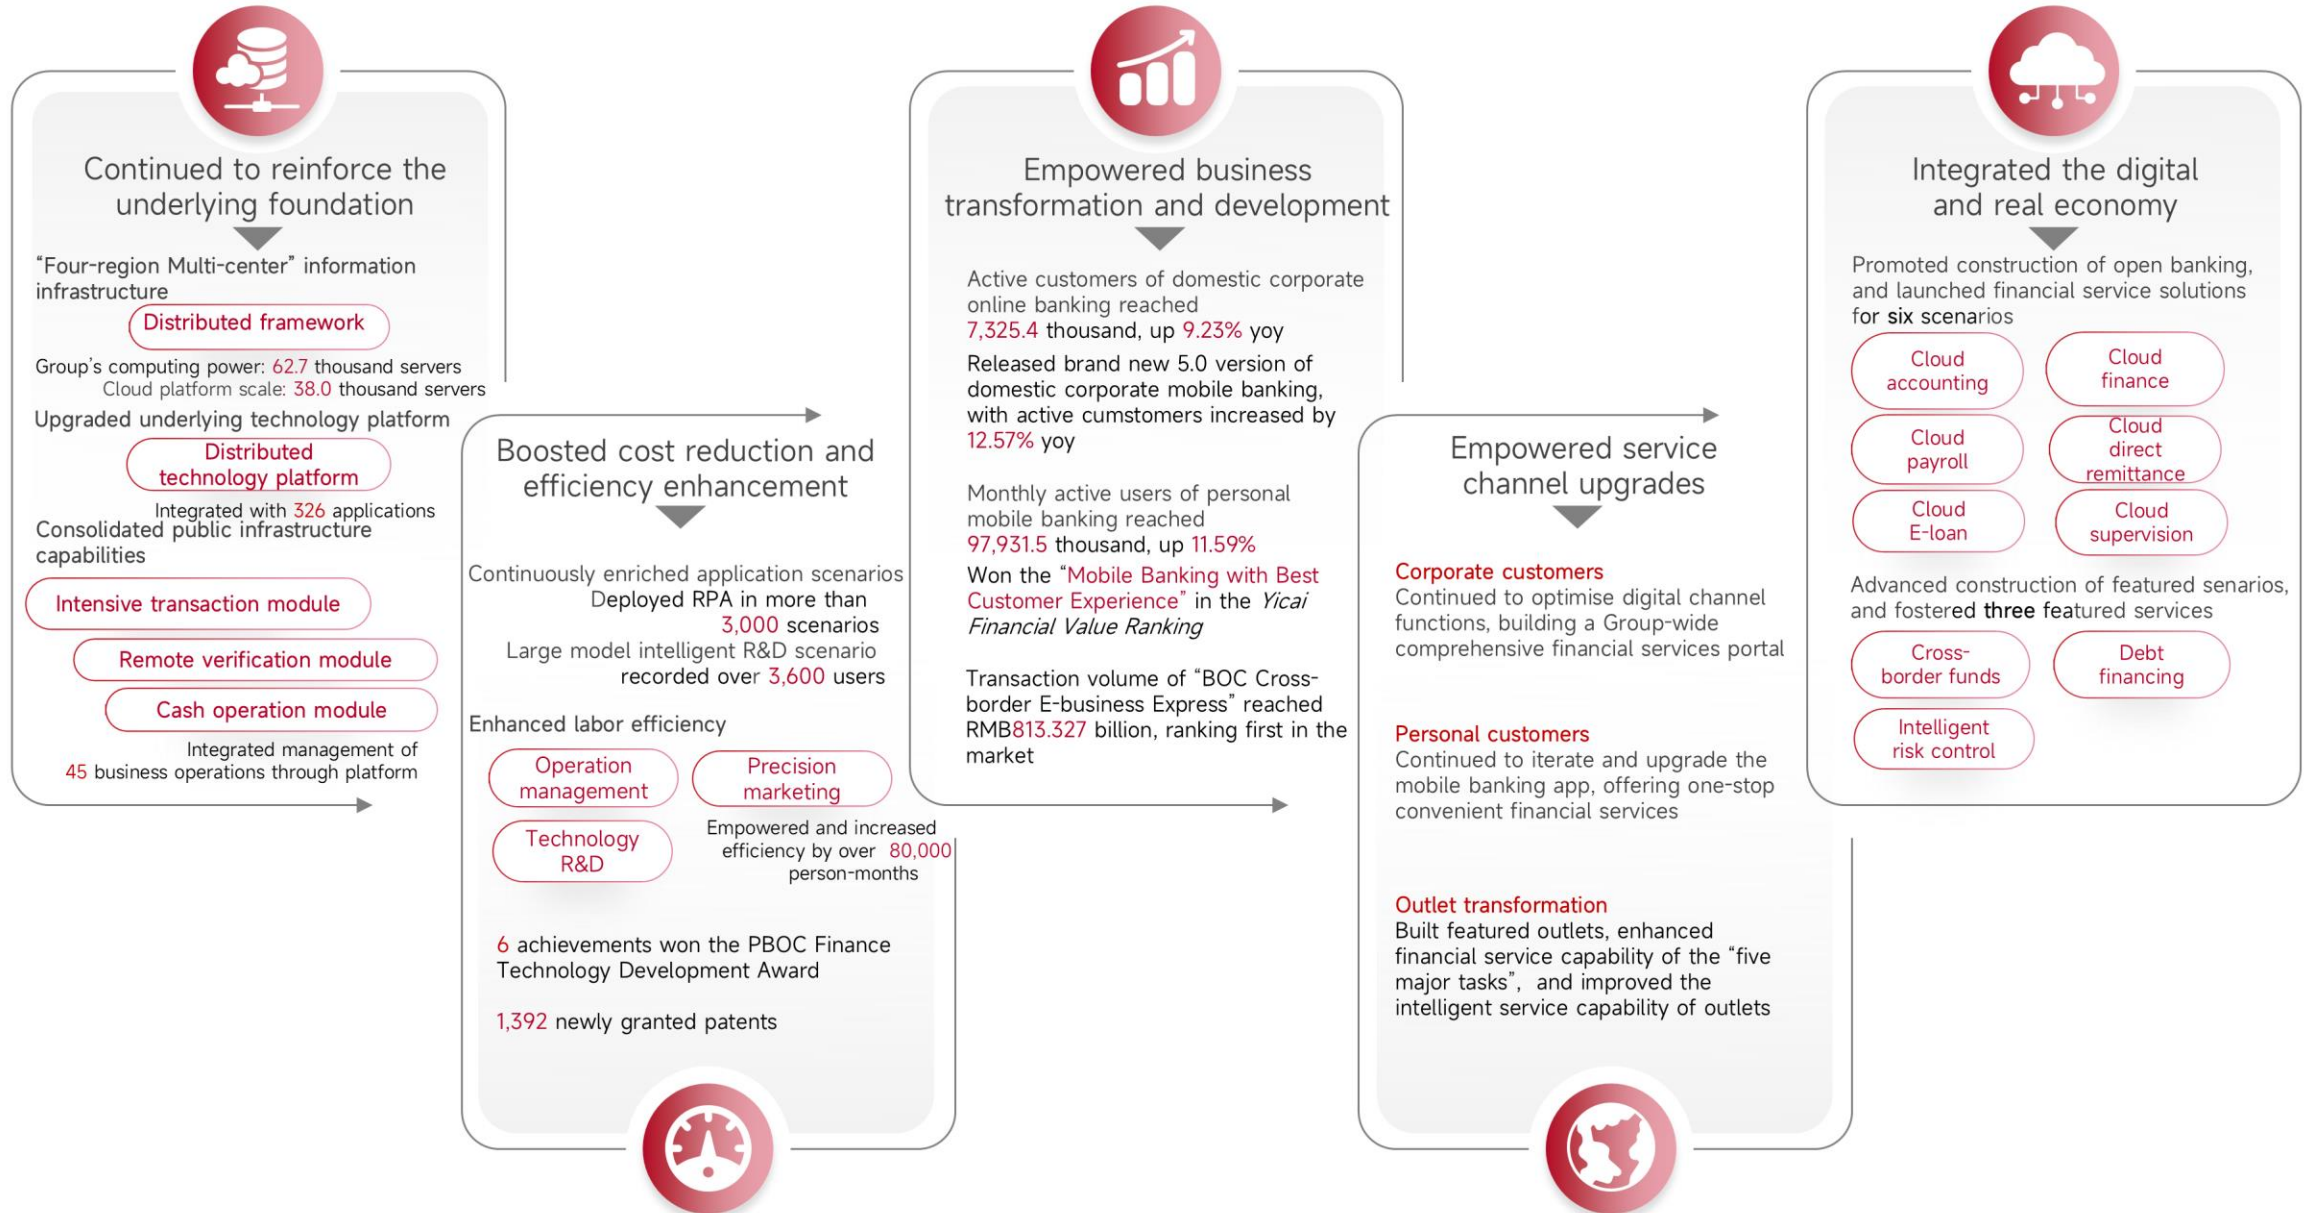 Continued to reinforce the
underlying foundation
“Four-region Multi-center” information
infrastructure
Distributed framework
Group’s computing power: 62.7 thousand servers
Cloud platform scale: 38.0 thousand servers
Upgraded underlying technology platform
Distributed
technology platform
Integrated with 326 applications
Consolidated public infrastructure
capabilities
Intensive transaction module
Remote verification module
Cash operation module
Integrated management of
45 business operations through platform
Boosted cost reduction and
efficiency enhancement
Continuously enriched application scenarios
Deployed RPA in more than
3,000 scenarios
Large model intelligent R&D scenario
recorded over 3,600 users
Enhanced labor efficiency
Operation
management
Precision
marketing
Technology
R&D
Empowered and increased
efficiency by over 80,000
person-months
6 achievements won the PBOC Finance
Technology Development Award
1,392 newly granted patents
Empowered business
transformation and development
Active customers of domestic corporate
online banking reached
7,325.4 thousand, up 9.23% yoy
Released brand new 5.0 version of
domestic corporate mobile banking,
with active cumstomers increased by
12.57% yoy
Monthly active users of personal
mobile banking reached
97,931.5 thousand, up 11.59%
Won the “Mobile Banking with Best
Customer Experience” in the Yicai
Financial Value Ranking
Transaction volume of “BOC Cross-
border E-business Express” reached
RMB813.327 billion, ranking first in the
market
Empowered service
channel upgrades
Corporate customers
Continued to optimise digital channel
functions, building a Group-wide
comprehensive financial services portal
Personal customers
Continued to iterate and upgrade the
mobile banking app, offering one-stop
convenient financial services
Outlet transformation
Built featured outlets, enhanced
financial service capability of the “five
major tasks”, and improved the
intelligent service capability of outlets
Integrated the digital
and real economy
Promoted construction of open banking,
and launched financial service solutions
for six scenarios
Cloud
accounting
Cloud
finance
Cloud
payroll
Cloud
direct
remittance
Cloud
E-loan
Cloud
supervision
Advanced construction of featured senarios,
and fostered three featured services
Cross-
border funds
Debt
financing
Intelligent
risk control